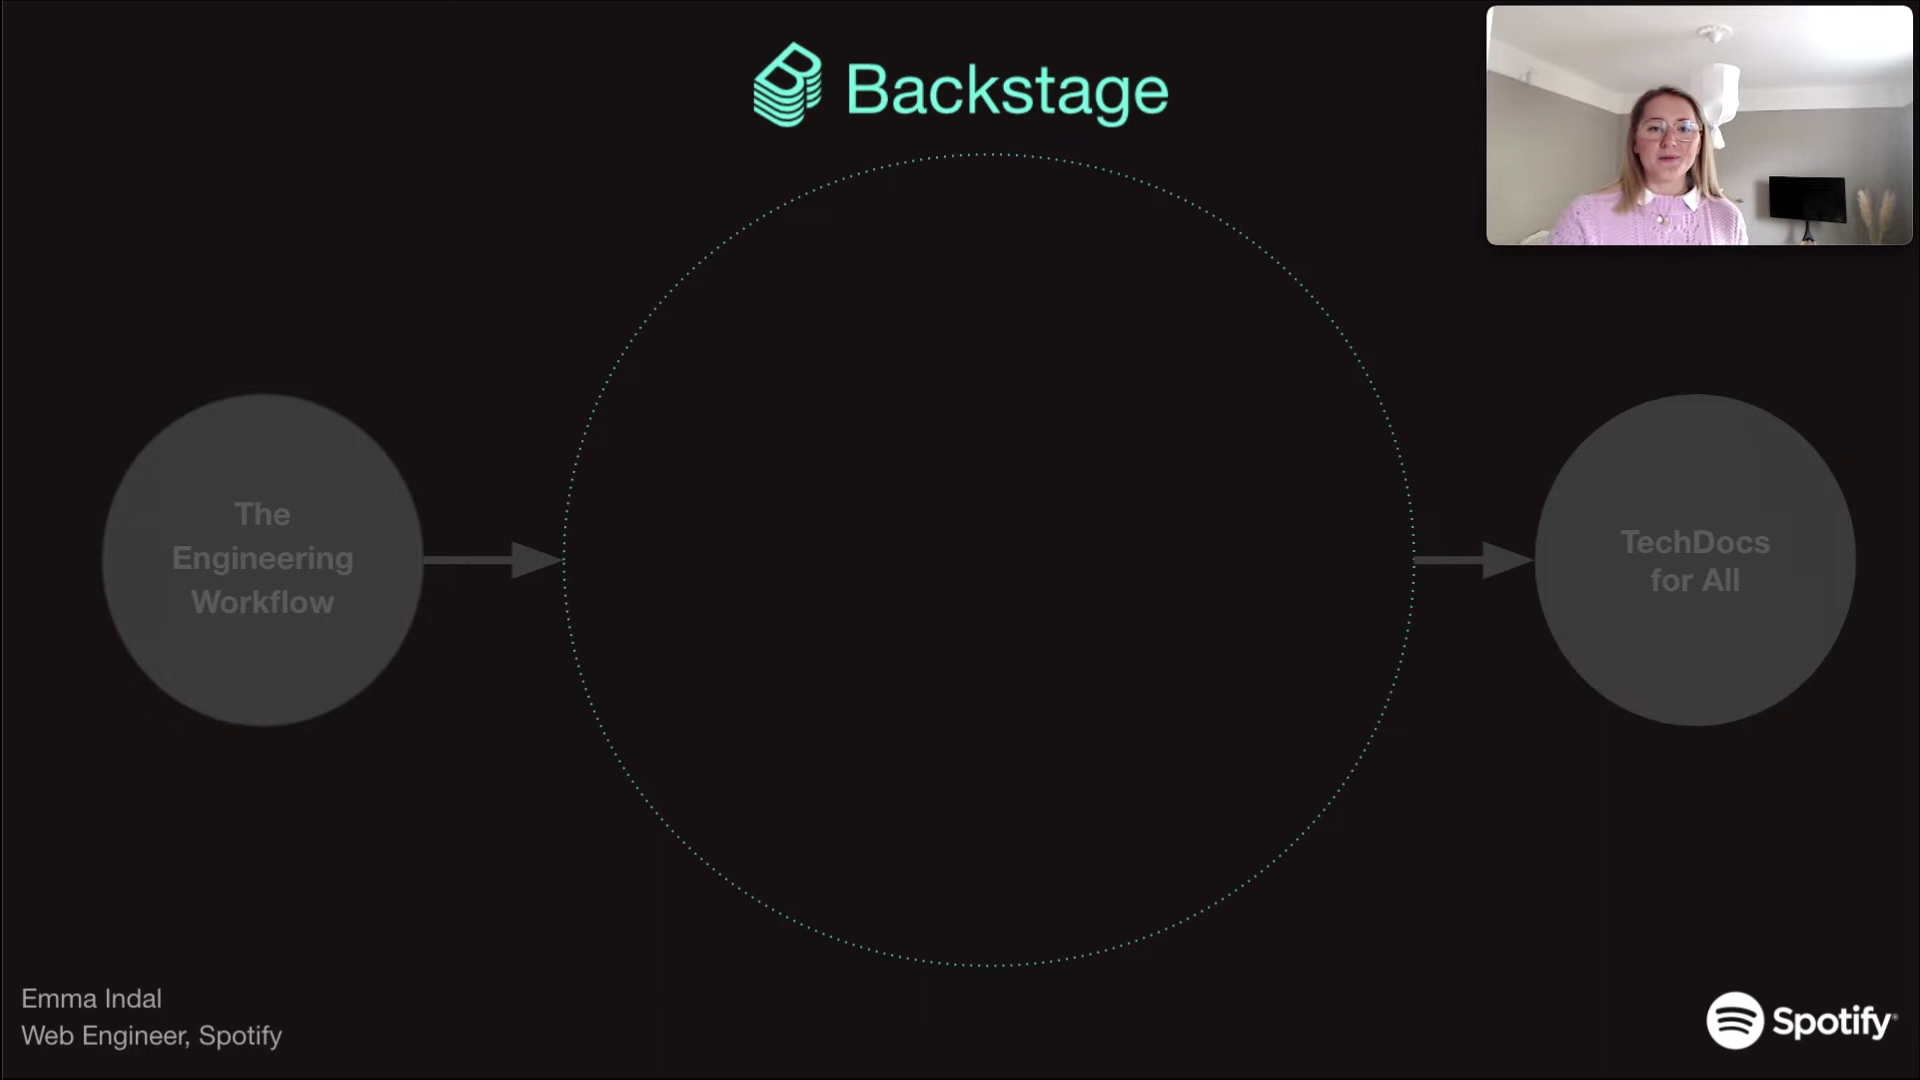 Backstage
The
Engineering
Workflow
TechDocs
for All
Emma Indal
Web Engineer, Spotify
Spotify